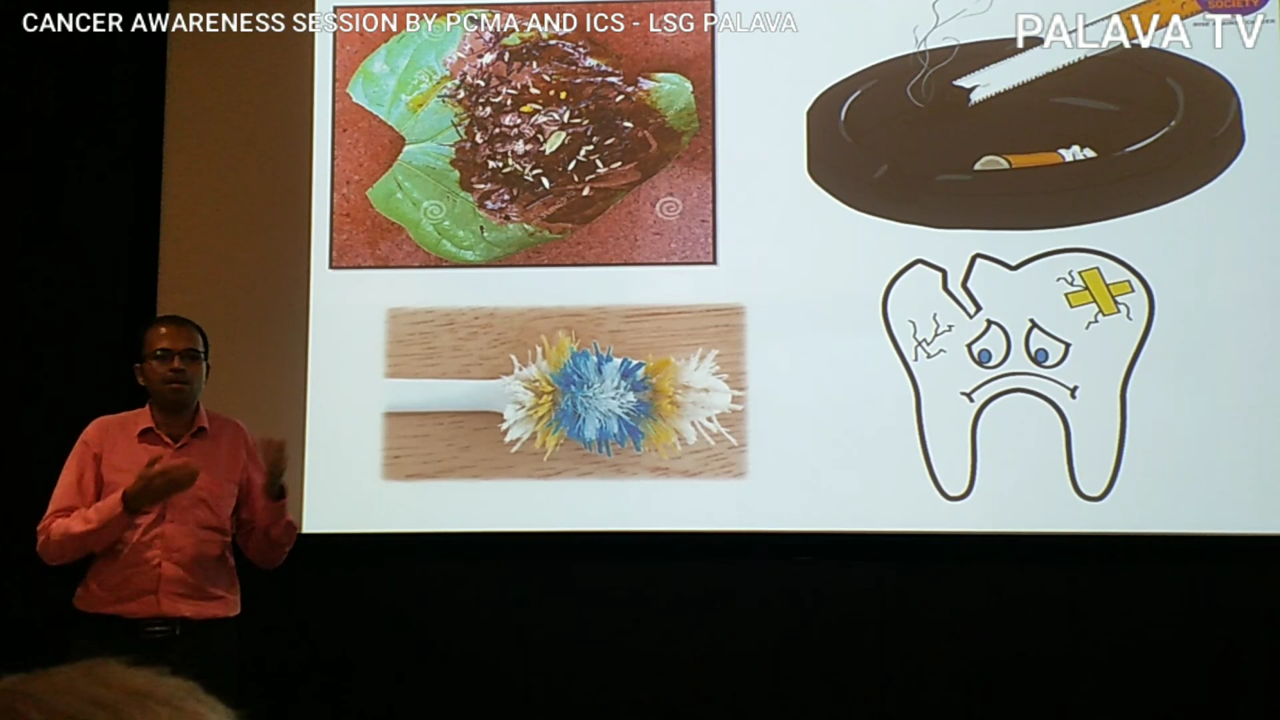 CANCER AWARENESS SESSION BY PCMA AND ICS - LSG PALAVA
PALAVA TV
SOCIETY